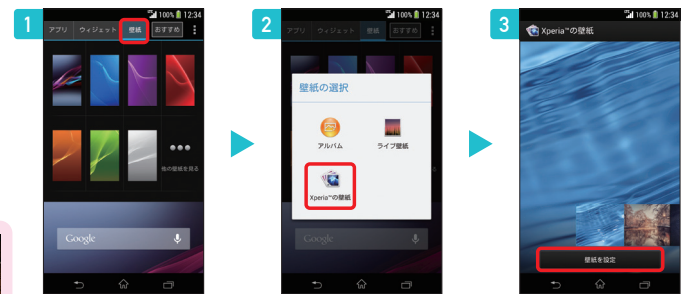 1
100% 12:34
アプリ ウィジェット 壁紙 おすすめ
他の壁紙を見る
Google
2
100% 12:34
アプリ ウィジェット 壁紙 おすすめ
壁紙の選択
アルバム ライブ壁紙
Xperia™の壁紙
Google
3
100% 12:34
Xperia™の壁紙
壁紙を設定